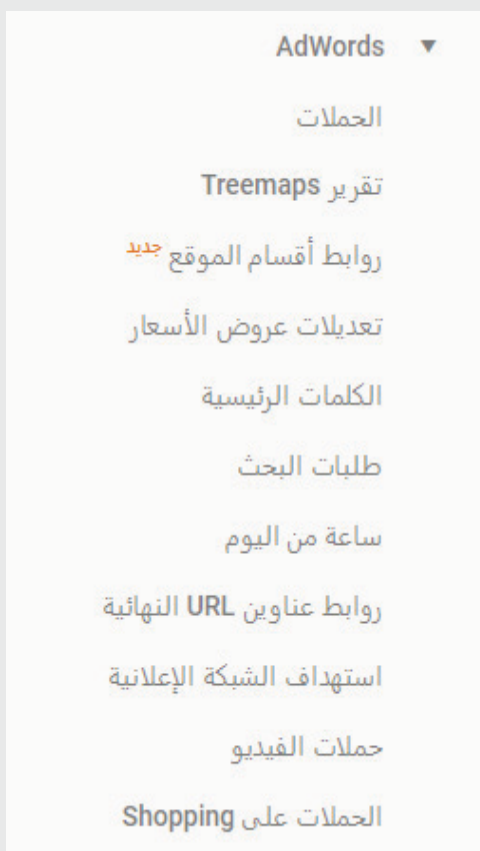 AdWords
الحملات
تقرير Treemaps
روابط أقسام الموقع جديد
تعديلات عروض الأسعار
الكلمات الرئيسية
طلبات البحث
ساعة من اليوم
روابط عناوين URL النهائية
استهداف الشبكة الإعلانية
حملات الفيديو
الحملات على Shopping